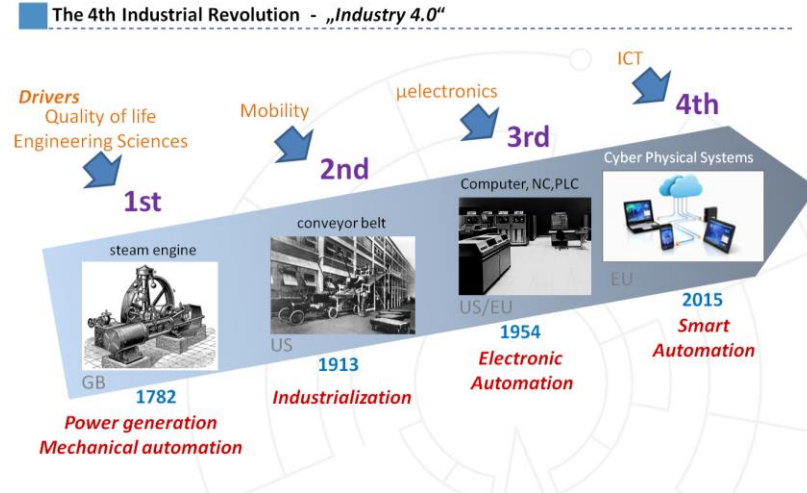 The 4th Industrial Revolution - „Industry 4.0“
Drivers
Quality of life
Engineering Sciences
1st
steam engine
GB
1782
Power generation
Mechanical automation
Mobility
2nd
conveyor belt
US
1913
Industrialization
µelectronics
3rd
Computer, NC,PLC
US/EU
1954
Electronic
Automation
ICT
4th
Cyber Physical Systems
EU
2015
Smart
Automation